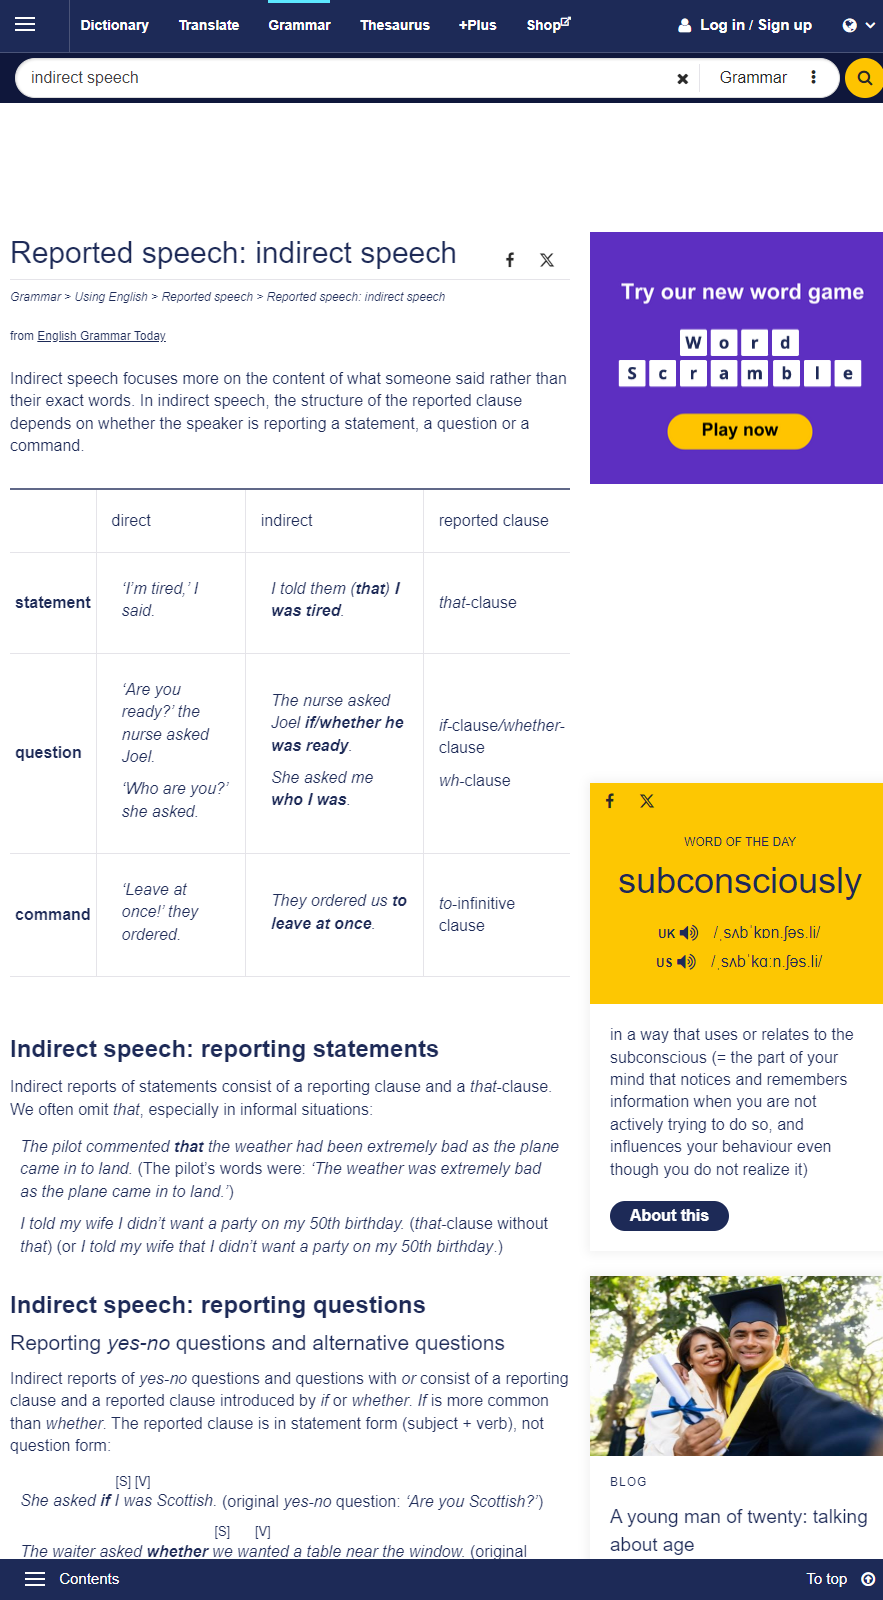 Dictionary Translate Grammar Thesaurus +Plus Shop Log in / Sign up
indirect speech Grammar
Reported speech: indirect speech
Grammar > Using English > Reported speech > Reported speech: indirect speech
from English Grammar Today
Indirect speech focuses more on the content of what someone said rather than
their exact words. In indirect speech, the structure of the reported clause
depends on whether the speaker is reporting a statement, a question or a
command.
direct indirect reported clause
statement
‘I’m tired,’ I
said.
I told them (that) I
was tired.
that-clause
question
‘Are you
ready?’ the
nurse asked
Joel.
‘Who are you?’
she asked.
The nurse asked
Joel if/whether he
was ready.
She asked me
who I was.
if-clause/whether-
clause
wh-clause
command
‘Leave at
once!’ they
ordered.
They ordered us to
leave at once.
to-infinitive
clause
Indirect speech: reporting statements
Indirect reports of statements consist of a reporting clause and a that-clause.
We often omit that, especially in informal situations:
The pilot commented that the weather had been extremely bad as the plane
came in to land. (The pilot’s words were: ‘The weather was extremely bad
as the plane came in to land.’)
I told my wife I didn’t want a party on my 50th birthday. (that-clause without
that) (or I told my wife that I didn’t want a party on my 50th birthday.)
Indirect speech: reporting questions
Reporting yes-no questions and alternative questions
Indirect reports of yes-no questions and questions with or consist of a reporting
clause and a reported clause introduced by if or whether. If is more common
than whether. The reported clause is in statement form (subject + verb), not
question form:
[S] [V]
She asked if I was Scottish. (original yes-no question: ‘Are you Scottish?’)
[S] [V]
The waiter asked whether we wanted a table near the window. (original
Try our new word game
Word
Scramble
Play now
WORD OF THE DAY
subconsciously
UK /ˌsʌbˈkɒn.ʃəs.li/
US /ˌsʌbˈkɑːn.ʃəs.li/
in a way that uses or relates to the
subconscious (= the part of your
mind that notices and remembers
information when you are not
actively trying to do so, and
influences your behaviour even
though you do not realize it)
About this
BLOG
A young man of twenty: talking
about age
Contents To top